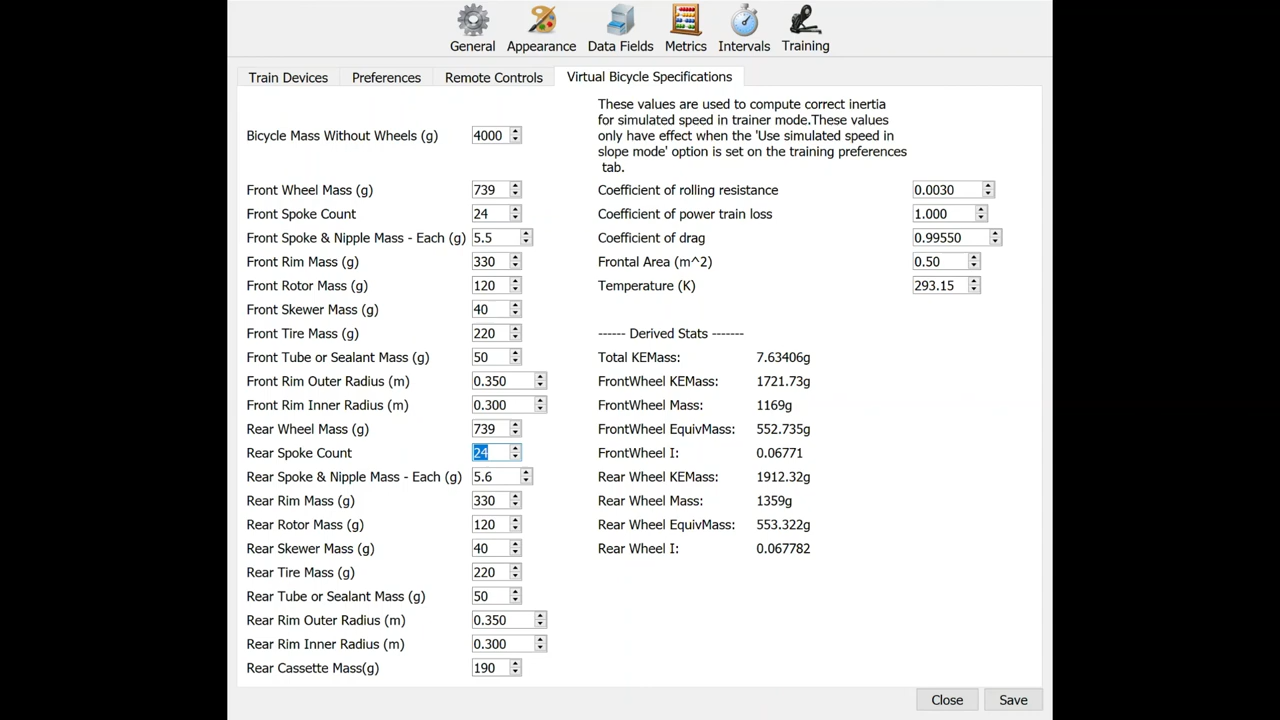 General Appearance Data Fields Metrics Intervals Training
Train Devices Preferences Remote Controls Virtual Bicycle Specifications
Bicycle Mass Without Wheels (g) 4000
Front Wheel Mass (g) 739
Front Spoke Count 24
Front Spoke & Nipple Mass - Each (g) 5.5
Front Rim Mass (g) 330
Front Rotor Mass (g) 120
Front Skewer Mass (g) 40
Front Tire Mass (g) 220
Front Tube or Sealant Mass (g) 50
Front Rim Outer Radius (m) 0.350
Front Rim Inner Radius (m) 0.300
Rear Wheel Mass (g) 739
Rear Spoke Count 24
Rear Spoke & Nipple Mass - Each (g) 5.6
Rear Rim Mass (g) 330
Rear Rotor Mass (g) 120
Rear Skewer Mass (g) 40
Rear Tire Mass (g) 220
Rear Tube or Sealant Mass (g) 50
Rear Rim Outer Radius (m) 0.350
Rear Rim Inner Radius (m) 0.300
Rear Cassette Mass(g) 190
These values are used to compute correct inertia
for simulated speed in trainer mode.These values
only have effect when the 'Use simulated speed in
slope mode' option is set on the training preferences
tab.
Coefficient of rolling resistance 0.0030
Coefficient of power train loss 1.000
Coefficient of drag 0.99550
Frontal Area (m^2) 0.50
Temperature (K) 293.15
------ Derived Stats -------
Total KEMass: 7.63406g
FrontWheel KEMass: 1721.73g
FrontWheel Mass: 1169g
FrontWheel EquivMass: 552.735g
FrontWheel I: 0.06771
Rear Wheel KEMass: 1912.32g
Rear Wheel Mass: 1359g
Rear Wheel EquivMass: 553.322g
Rear Wheel I: 0.067782
Close Save